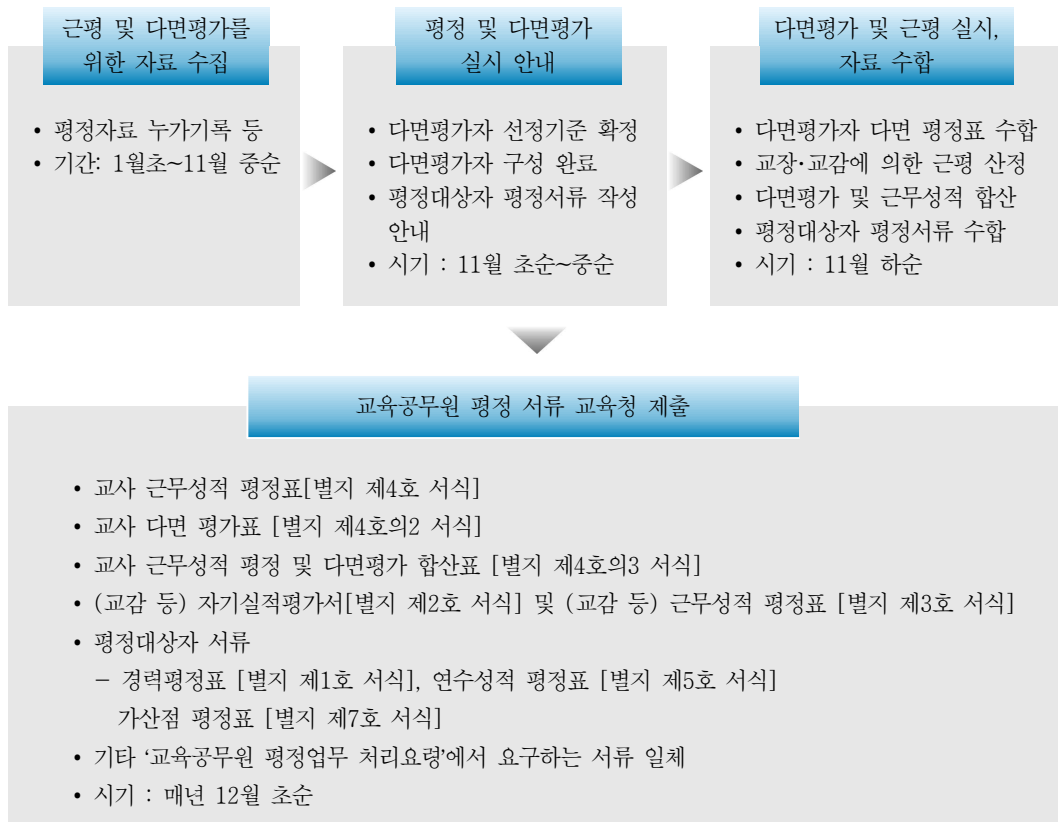 근평 및 다면평가를
위한 자료 수집
• 평정자료 누가기록 등
• 기간: 1월초~11월 중순
평정 및 다면평가
실시 안내
• 다면평가자 선정기준 확정
• 다면평가자 구성 완료
• 평정대상자 평정서류 작성
안내
• 시기 : 11월 초순~중순
다면평가 및 근평 실시,
자료 수합
• 다면평가자 다면 평정표 수합
• 교장·교감에 의한 근평 산정
• 다면평가 및 근무성적 합산
• 평정대상자 평정서류 수합
• 시기 : 11월 하순
교육공무원 평정 서류 교육청 제출
• 교사 근무성적 평정표[별지 제4호 서식]
• 교사 다면 평가표 [별지 제4호의2 서식]
• 교사 근무성적 평정 및 다면평가 합산표 [별지 제4호의3 서식]
• (교감 등) 자기실적평가서[별지 제2호 서식] 및 (교감 등) 근무성적 평정표 [별지 제3호 서식]
• 평정대상자 서류
- 경력평정표 [별지 제1호 서식], 연수성적 평정표 [별지 제5호 서식]
가산점 평정표 [별지 제7호 서식]
• 기타 ‘교육공무원 평정업무 처리요령’에서 요구하는 서류 일체
• 시기 : 매년 12월 초순